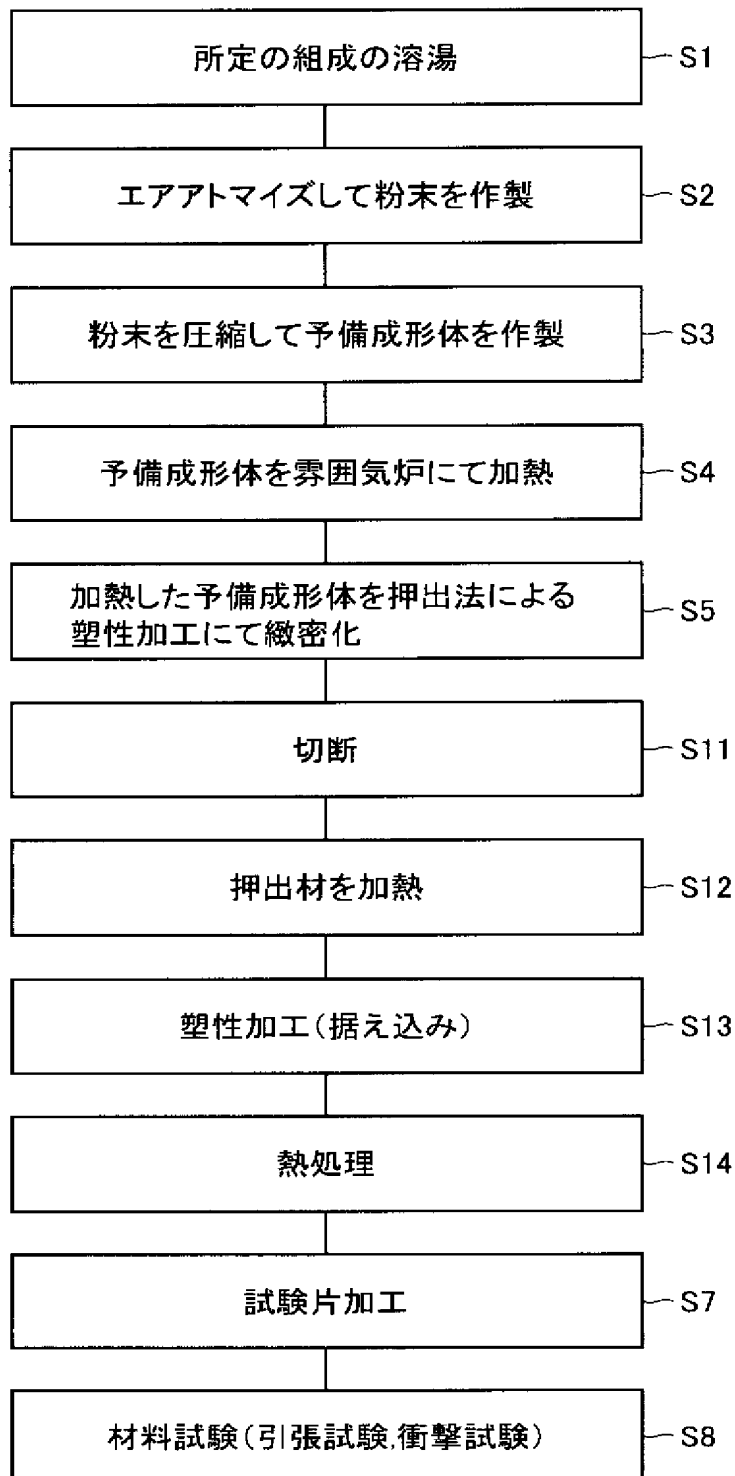 所定の組成の溶湯
S1
エアアトマイズして粉末を作製
S2
粉末を圧縮して予備成形体を作製
S3
予備成形体を雰囲気炉にて加熱
S4
加熱した予備成形体を押出法による
塑性加工にて緻密化
S5
切断
S11
押出材を加熱
S12
塑性加工(据え込み)
S13
熱処理
S14
試験片加工
S7
材料試験(引張試験,衝撃試験)
S8